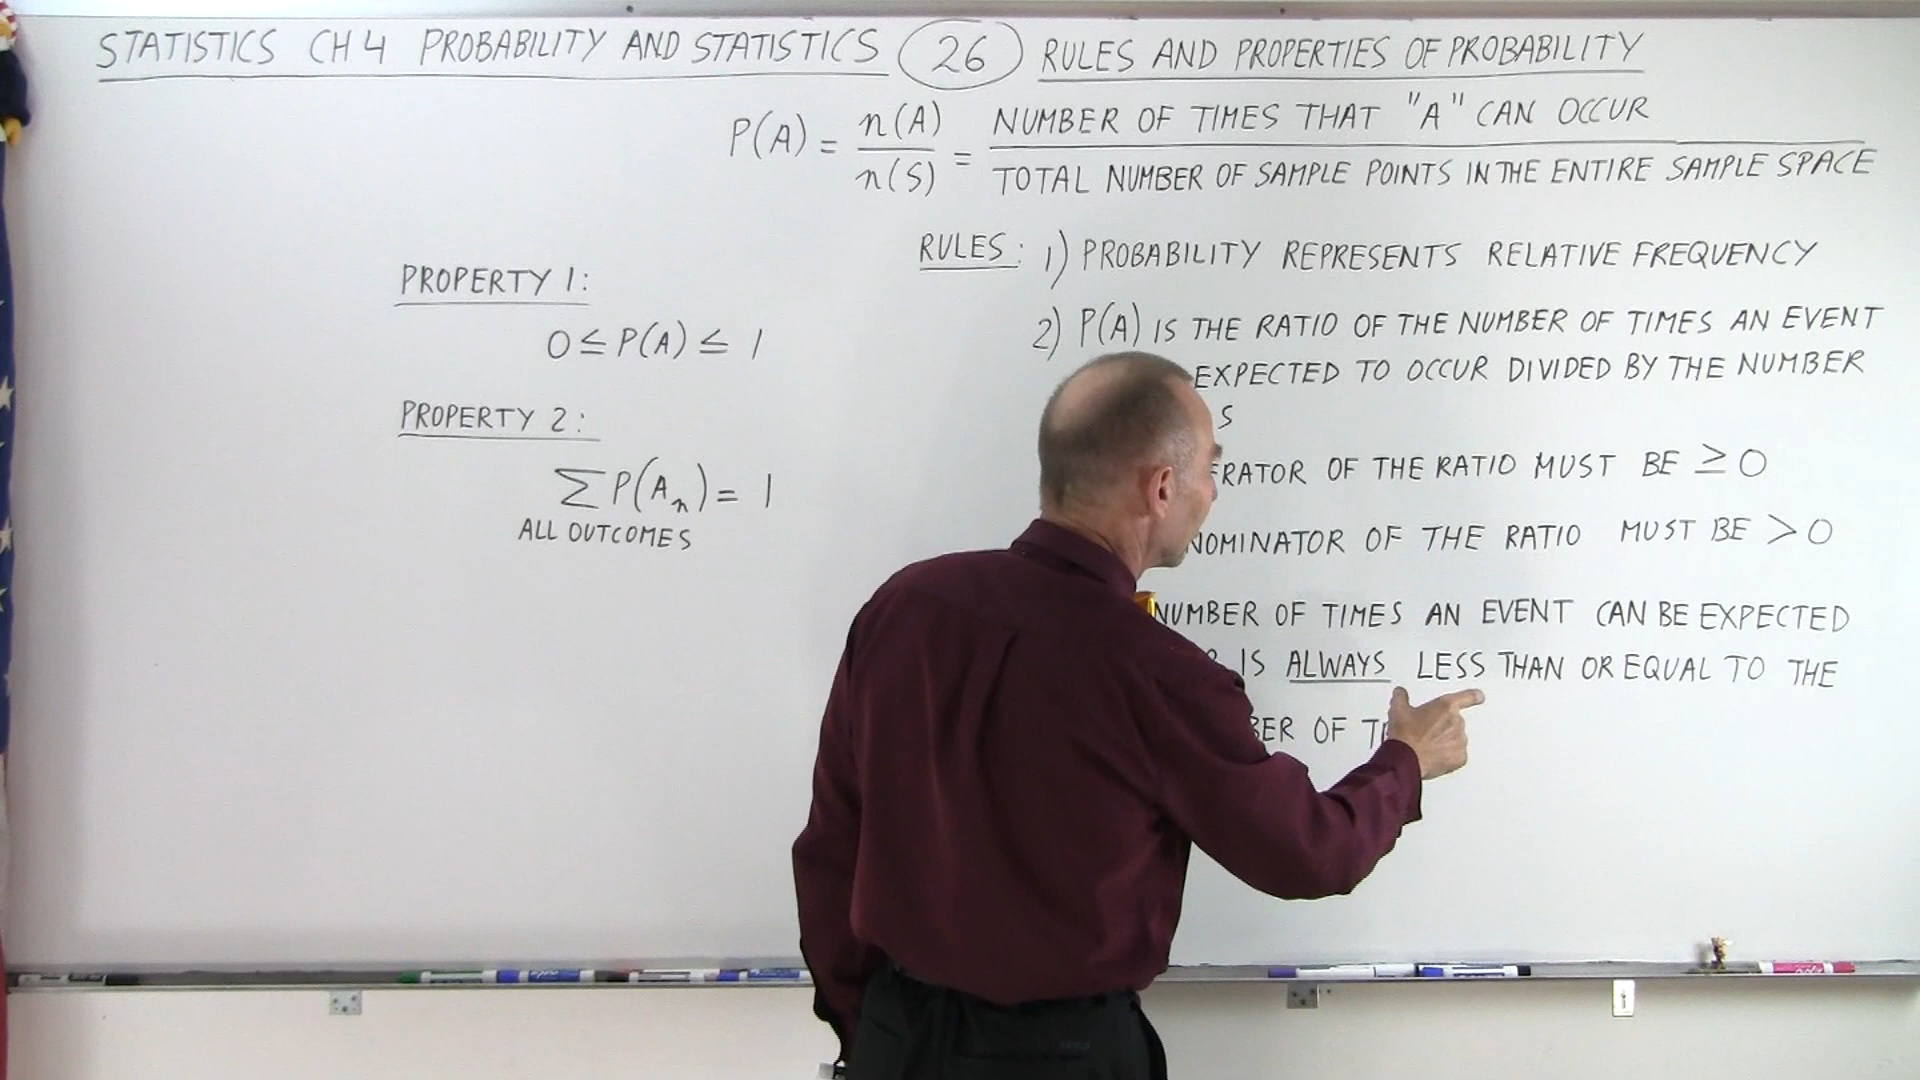 STATISTICS CH 4 PROBABILITY AND STATISTICS 26 RULES AND PROPERTIES OF PROBABILITY
P(A) = n(A)/n(S) = NUMBER OF TIMES THAT "A" CAN OCCUR
TOTAL NUMBER OF SAMPLE POINTS IN THE ENTIRE SAMPLE SPACE
PROPERTY 1:
0 ≤ P(A) ≤ 1
PROPERTY 2:
∑ P(Aₙ) = 1
ALL OUTCOMES
RULES: 1) PROBABILITY REPRESENTS RELATIVE FREQUENCY
2) P(A) IS THE RATIO OF THE NUMBER OF TIMES AN EVENT
EXPECTED TO OCCUR DIVIDED BY THE NUMBER
S
ERATOR OF THE RATIO MUST BE ≥ 0
NOMINATOR OF THE RATIO MUST BE > 0
NUMBER OF TIMES AN EVENT CAN BE EXPECTED
IS ALWAYS LESS THAN OR EQUAL TO THE
BER OF